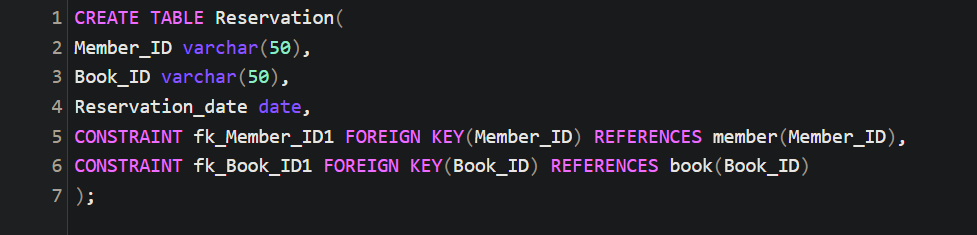 1 CREATE TABLE Reservation(
2 Member_ID varchar(50),
3 Book_ID varchar(50),
4 Reservation_date date,
5 CONSTRAINT fk_Member_ID1 FOREIGN KEY(Member_ID) REFERENCES member(Member_ID),
6 CONSTRAINT fk_Book_ID1 FOREIGN KEY(Book_ID) REFERENCES book(Book_ID)
7 );